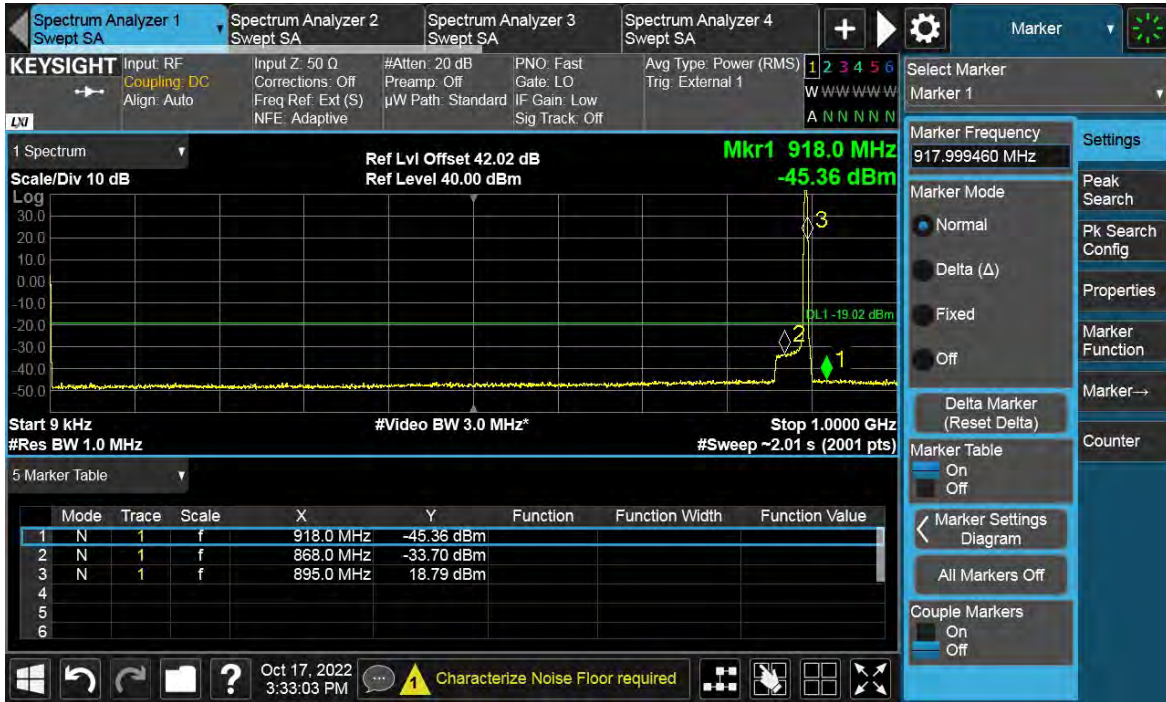 Spectrum Analyzer 1
Swept SA
Spectrum Analyzer 2
Swept SA
Spectrum Analyzer 3
Swept SA
Spectrum Analyzer 4
Swept SA
+
Marker
KEYSIGHT
LXI
Input: RF
Coupling: DC
Align: Auto
Input Z: 50 Ω
Corrections: Off
Freq Ref: Ext (S)
NFE: Adaptive
#Atten: 20 dB
Preamp: Off
µW Path: Standard
PNO: Fast
Gate: LO
IF Gain: Low
Sig Track: Off
Avg Type: Power (RMS)
Trig: External 1
1 2 3 4 5 6
W W W W W W
A N N N N N
Select Marker
Marker 1
1 Spectrum
Scale/Div 10 dB
Ref Lvl Offset 42.02 dB
Ref Level 40.00 dBm
Mkr1 918.0 MHz
-45.36 dBm
Log
30.0
20.0
10.0
0.00
-10.0
-20.0
-30.0
-40.0
-50.0
3
DL1 -19.02 dBm
2
1
Start 9 kHz
#Res BW 1.0 MHz
#Video BW 3.0 MHz*
Stop 1.0000 GHz
#Sweep ~2.01 s (2001 pts)
5 Marker Table
Mode Trace Scale X Y Function Function Width Function Value
1 N 1 f 918.0 MHz -45.36 dBm
2 N 1 f 868.0 MHz -33.70 dBm
3 N 1 f 895.0 MHz 18.79 dBm
4
5
6
Marker Frequency
917.999460 MHz
Marker Mode
Normal
Delta (Δ)
Fixed
Off
Delta Marker
(Reset Delta)
Marker Table
On
Off
Marker Settings
Diagram
All Markers Off
Couple Markers
On
Off
Settings
Peak
Search
Pk Search
Config
Properties
Marker
Function
Marker→
Counter
?
Oct 17, 2022
3:33:03 PM
1
Characterize Noise Floor required